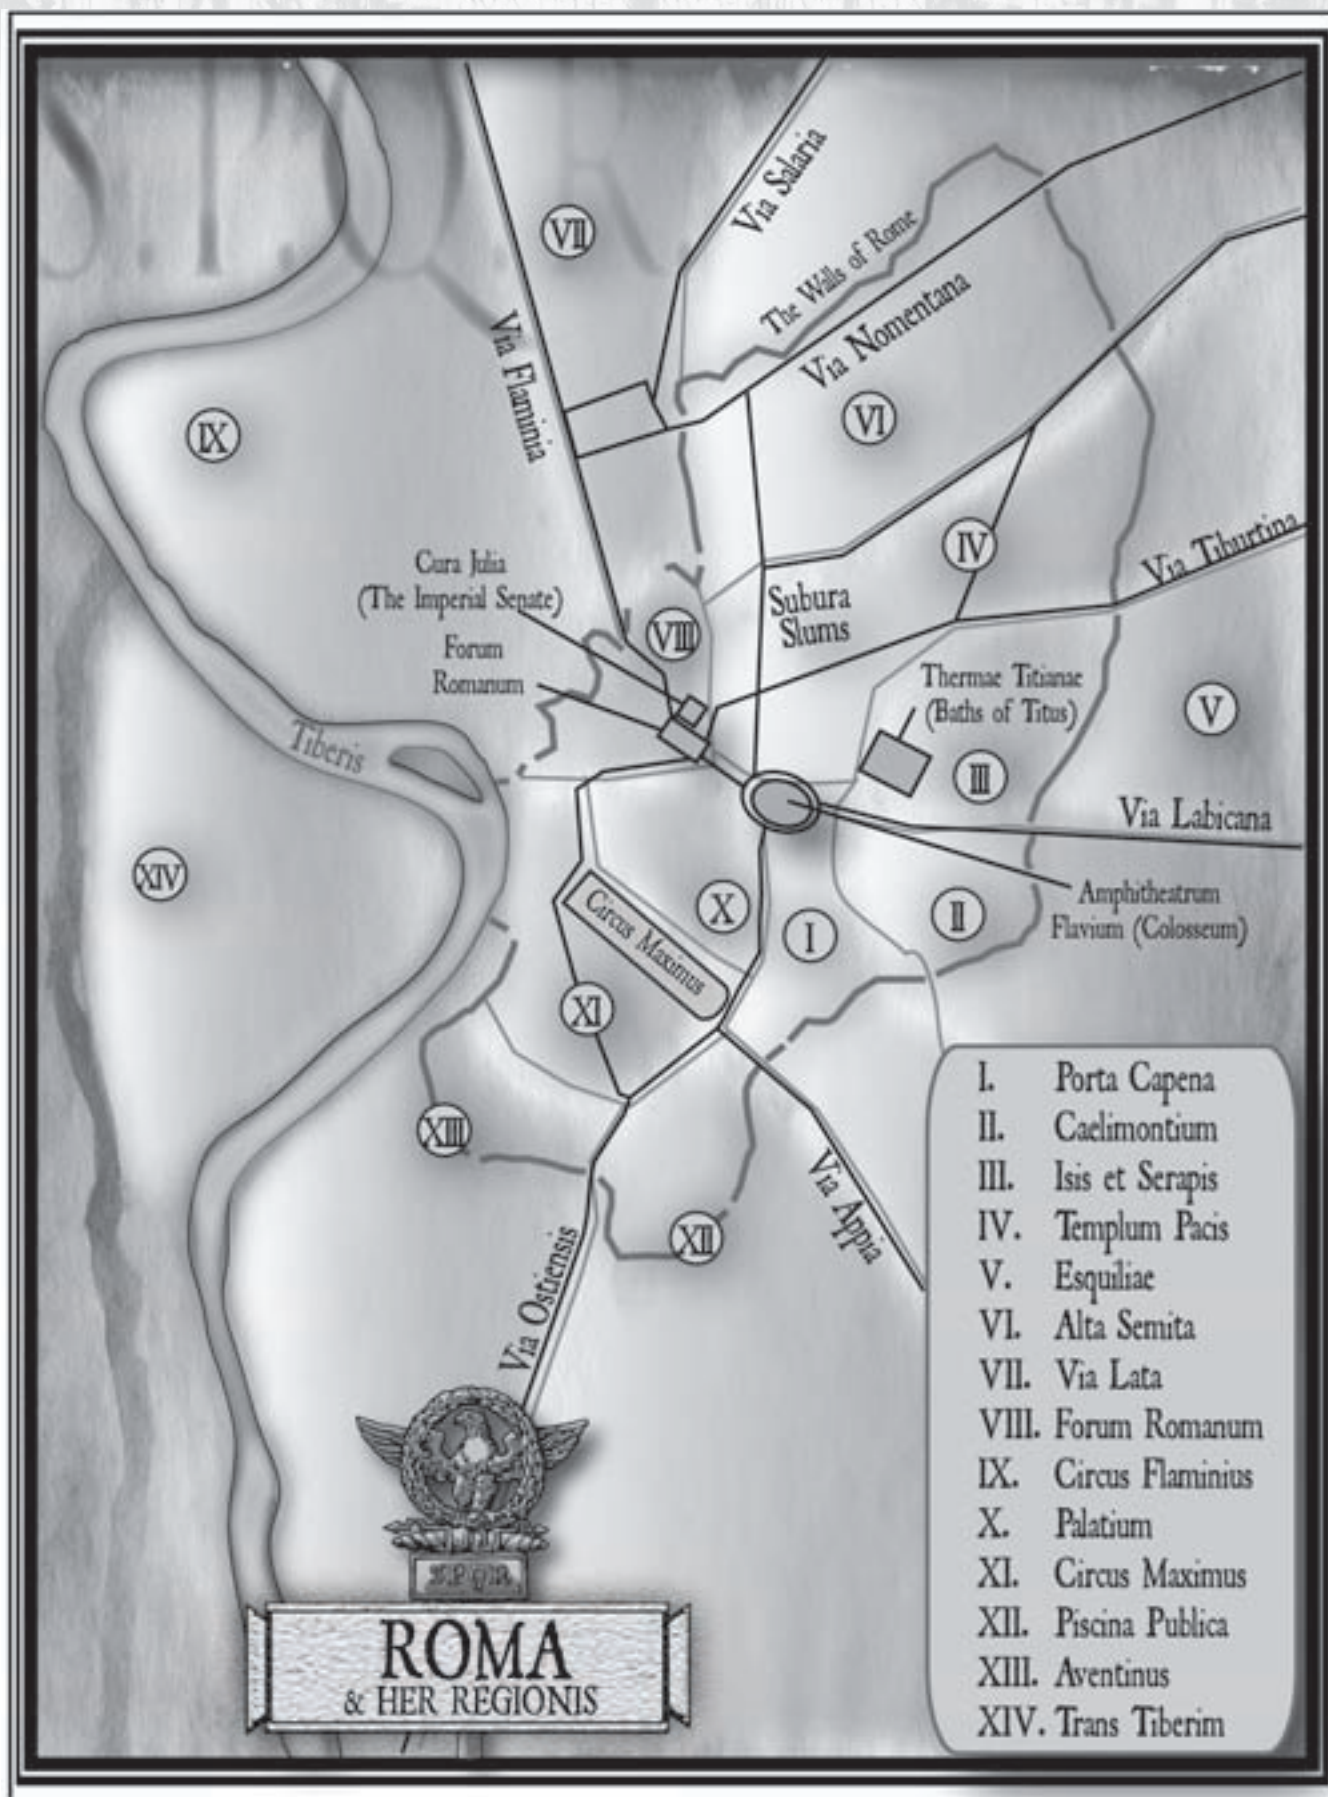 Via Salaria
VII
The Walls of Rome
Via Flaminia
Via Nomentana
IX
VI
Cura Julia
(The Imperial Senate)
IV
Via Tiburtina
Subura
Slums
VIII
Forum
Romanum
Thermae Titianae
(Baths of Titus)
V
Tiberis
III
Via Labicana
XIV
Circus Maximus
X
I
II
Amphitheatrum
Flavium (Colosseum)
XI
XIII
XII
Via Appia
Via Ostiensis
I. Porta Capena
II. Caelimontium
III. Isis et Serapis
IV. Templum Pacis
V. Esquiliae
VI. Alta Semita
VII. Via Lata
VIII. Forum Romanum
IX. Circus Flaminius
X. Palatium
XI. Circus Maximus
XII. Piscina Publica
XIII. Aventinus
XIV. Trans Tiberim
S·P·Q·R
ROMA
& HER REGIONIS